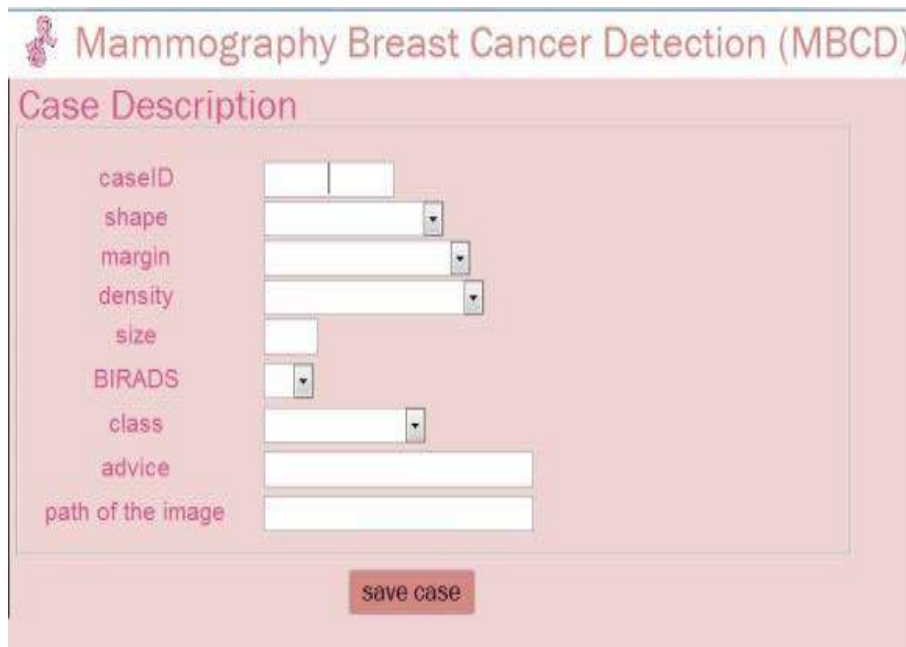 Mammography Breast Cancer Detection (MBCD)
Case Description
caseID
shape
margin
density
size
BIRADS
class
advice
path of the image
save case